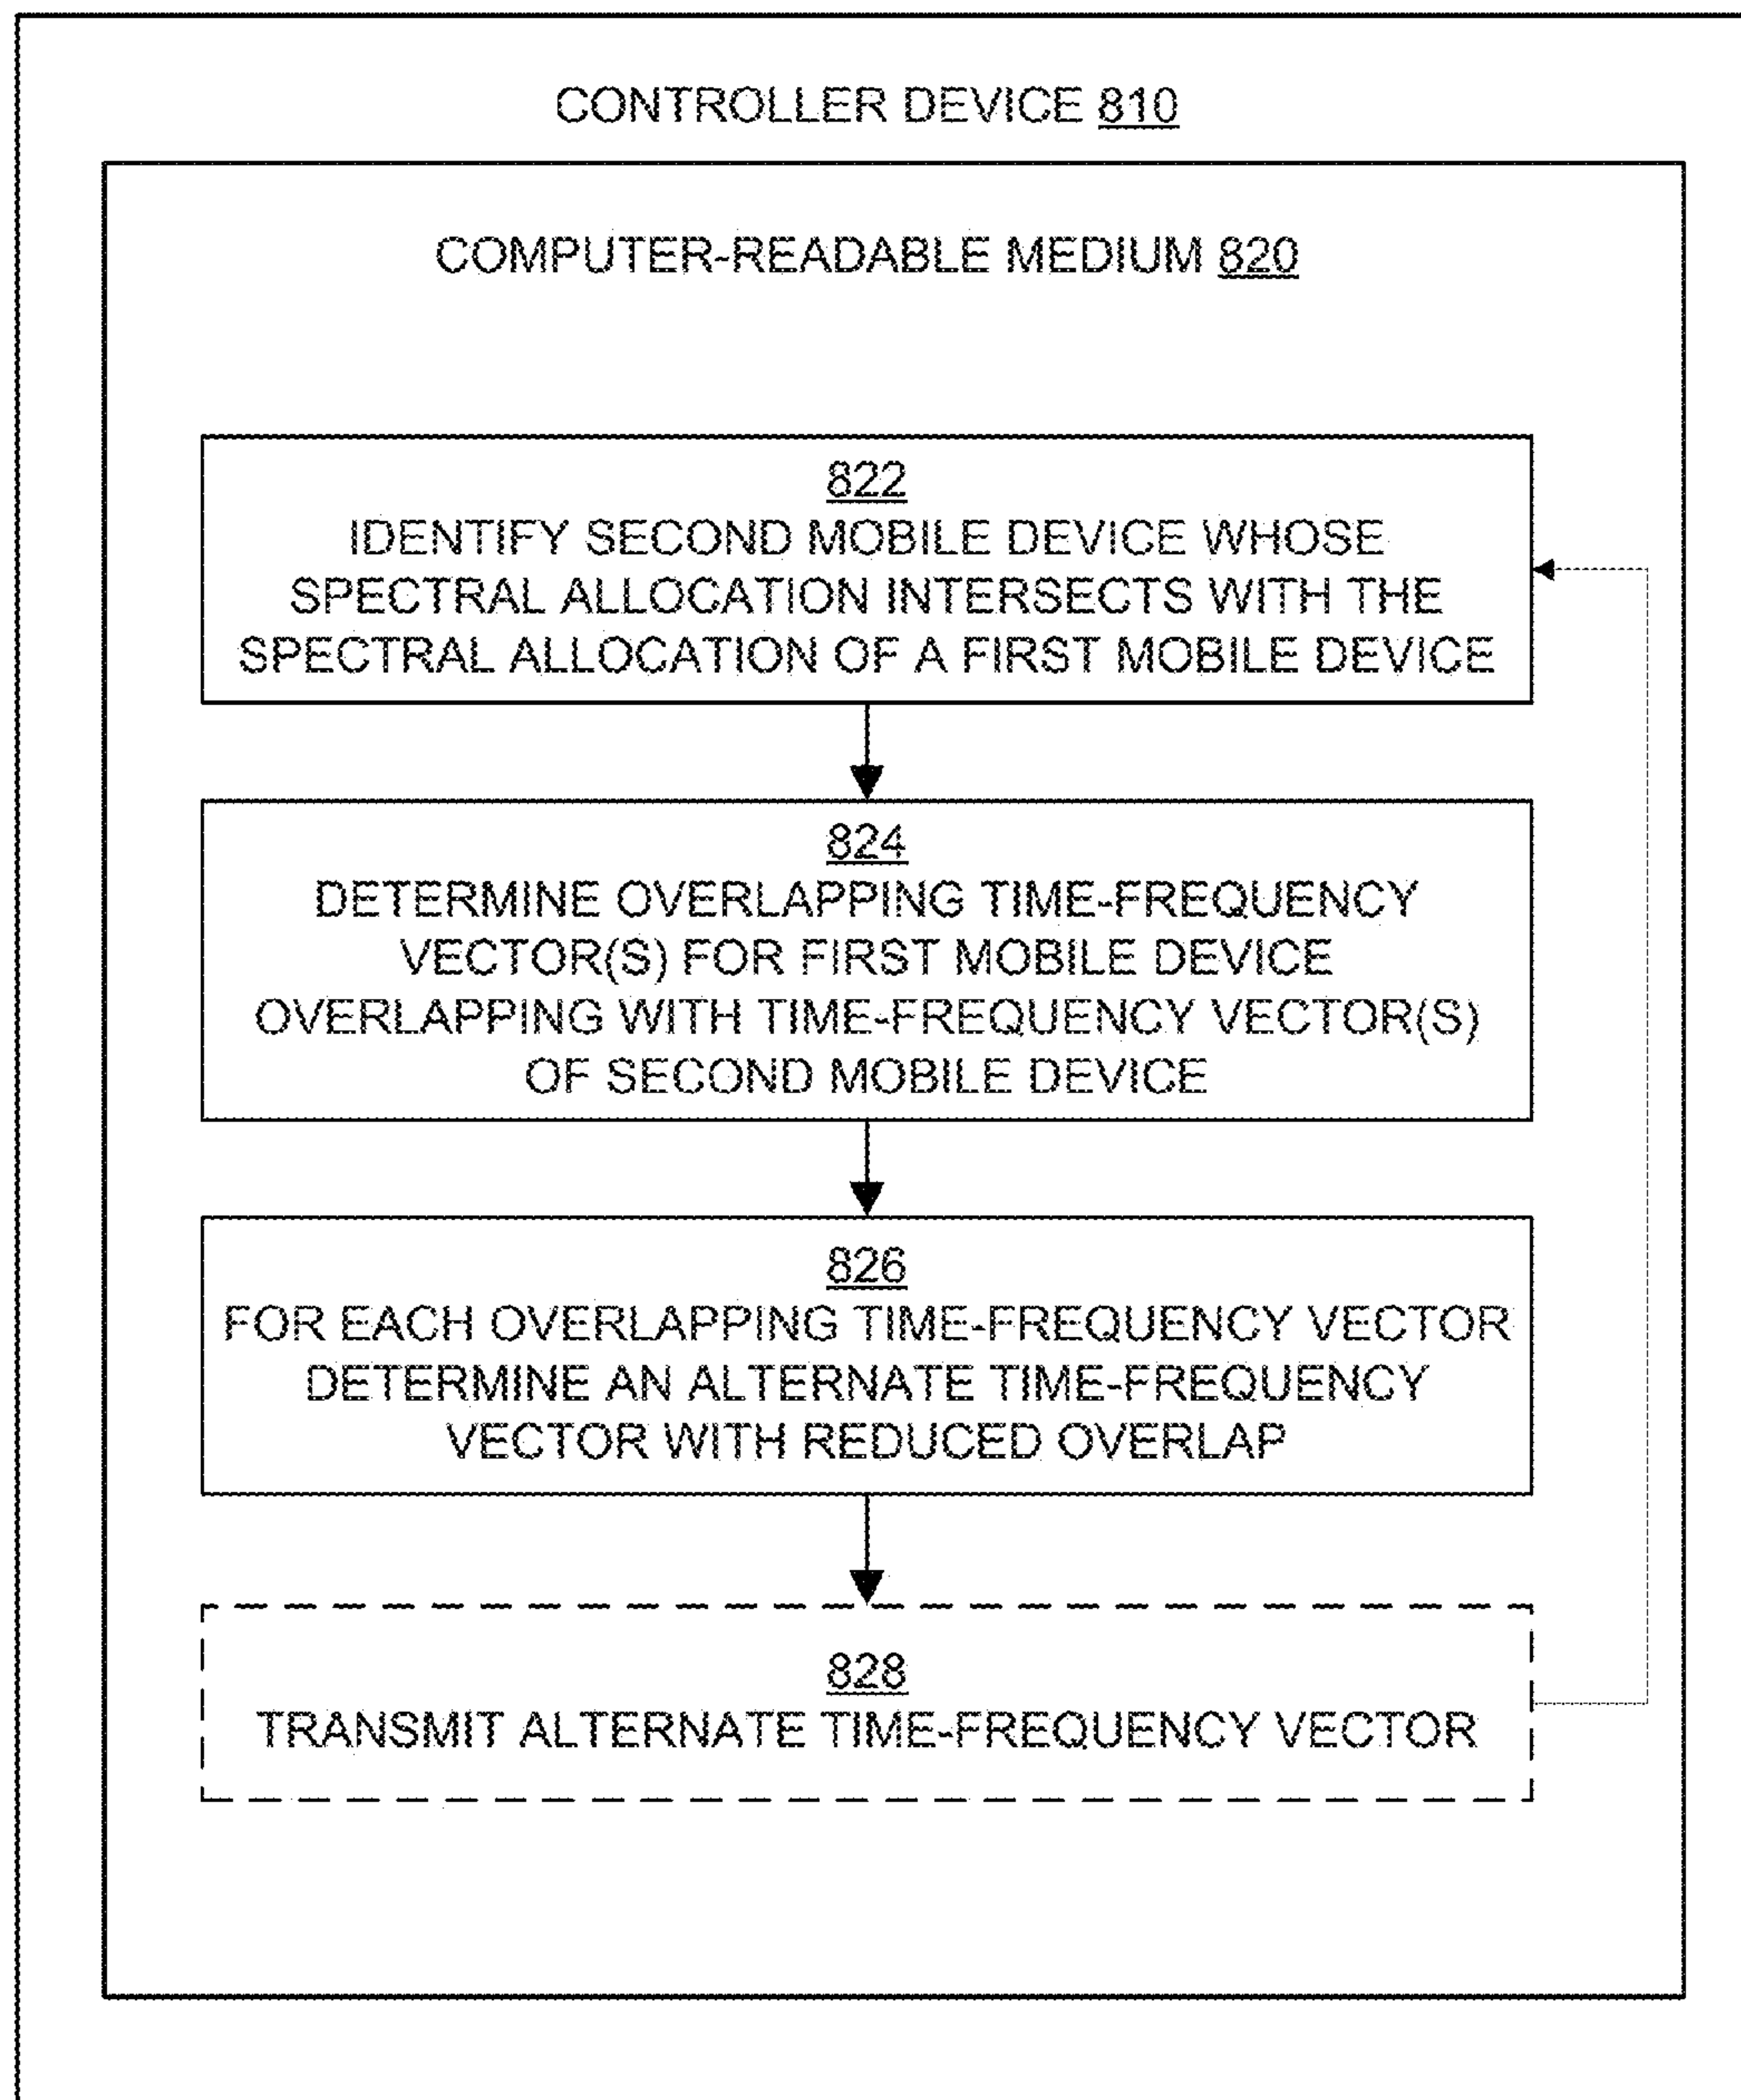 CONTROLLER DEVICE 810
COMPUTER-READABLE MEDIUM 820
822
IDENTIFY SECOND MOBILE DEVICE WHOSE
SPECTRAL ALLOCATION INTERSECTS WITH THE
SPECTRAL ALLOCATION OF A FIRST MOBILE DEVICE
824
DETERMINE OVERLAPPING TIME-FREQUENCY
VECTOR(S) FOR FIRST MOBILE DEVICE
OVERLAPPING WITH TIME-FREQUENCY VECTOR(S)
OF SECOND MOBILE DEVICE
826
FOR EACH OVERLAPPING TIME-FREQUENCY VECTOR
DETERMINE AN ALTERNATE TIME-FREQUENCY
VECTOR WITH REDUCED OVERLAP
828
TRANSMIT ALTERNATE TIME-FREQUENCY VECTOR